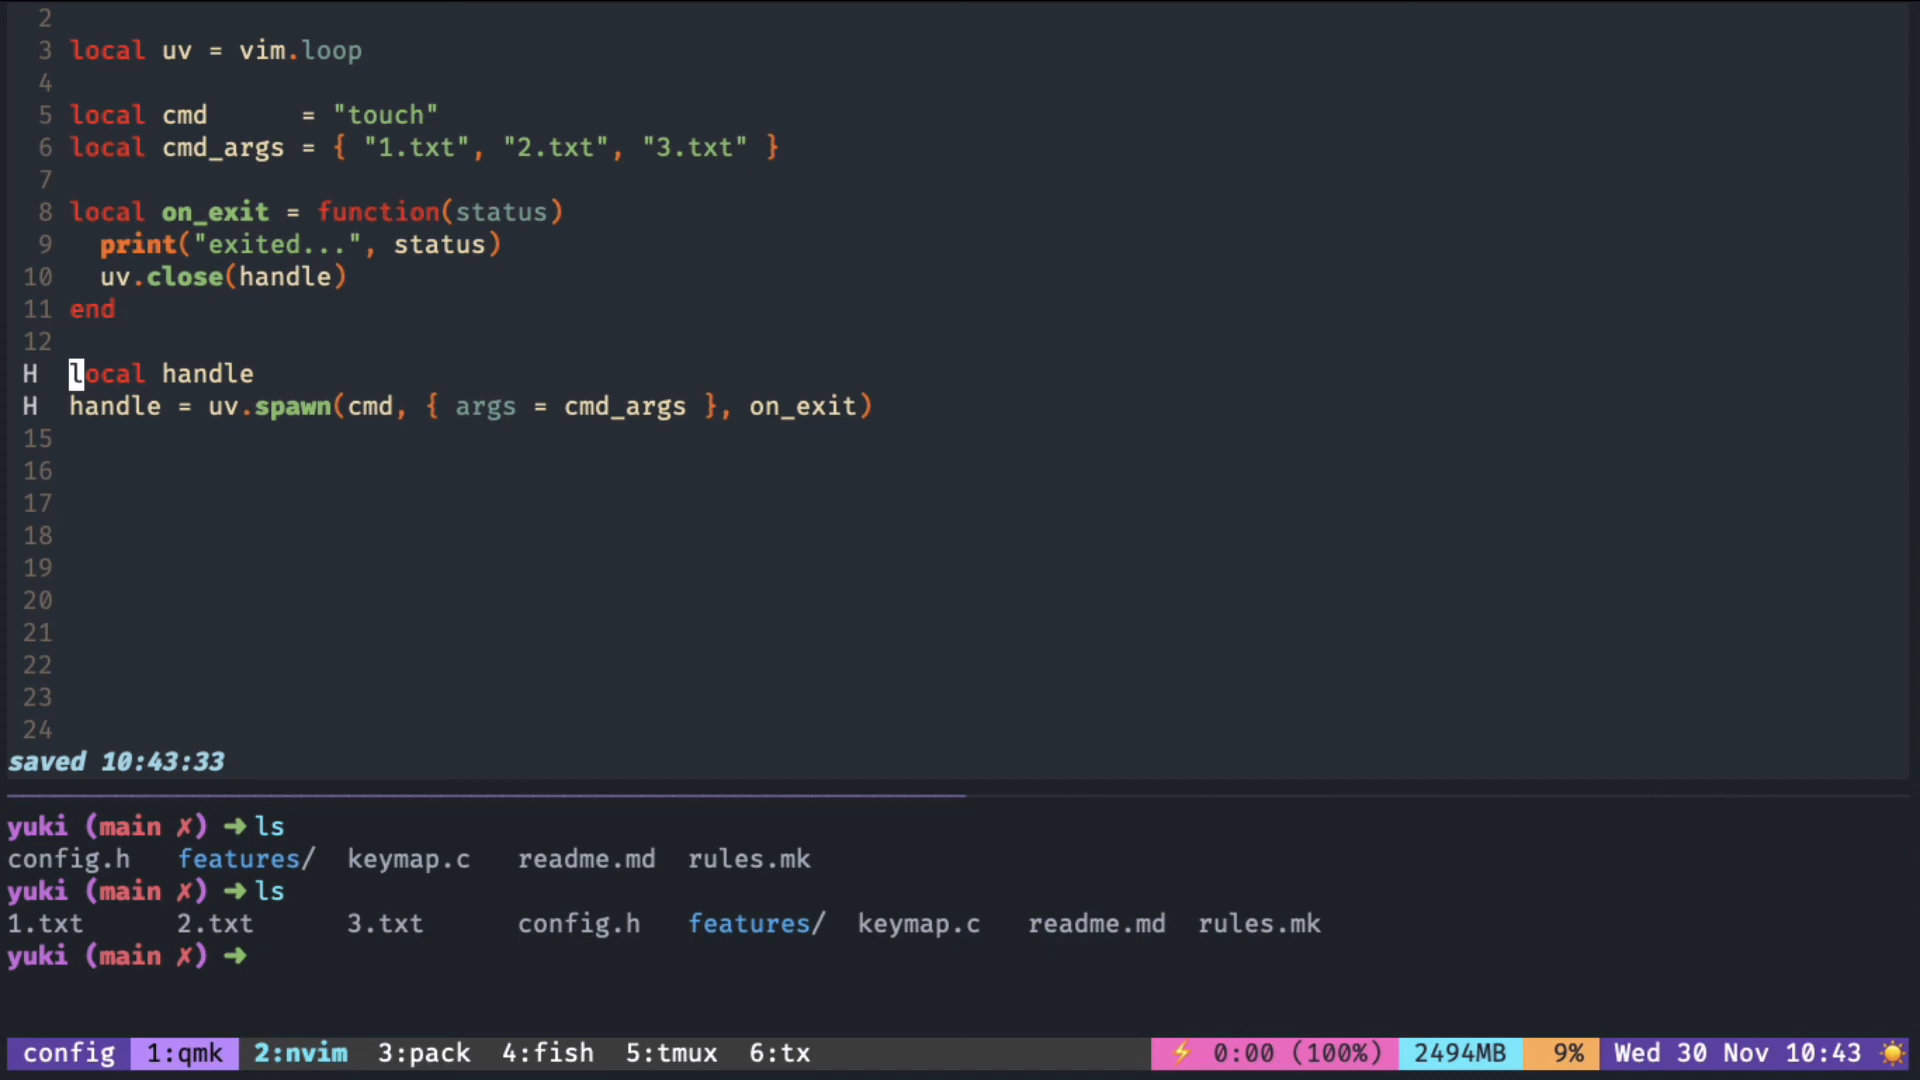 2
3 local uv = vim.loop
4
5 local cmd      = "touch"
6 local cmd_args = { "1.txt", "2.txt", "3.txt" }
7
8 local on_exit = function(status)
9   print("exited...", status)
10   uv.close(handle)
11 end
12
H local handle
H handle = uv.spawn(cmd, { args = cmd_args }, on_exit)
15
16
17
18
19
20
21
22
23
24
saved 10:43:33
yuki (main ✗) ➜ ls
config.h   features/  keymap.c   readme.md  rules.mk
yuki (main ✗) ➜ ls
1.txt      2.txt      3.txt      config.h   features/  keymap.c   readme.md  rules.mk
yuki (main ✗) ➜
config 1:qmk 2:nvim 3:pack 4:fish 5:tmux 6:tx ⚡ 0:00 (100%) 2494MB 9% Wed 30 Nov 10:43 ☀️